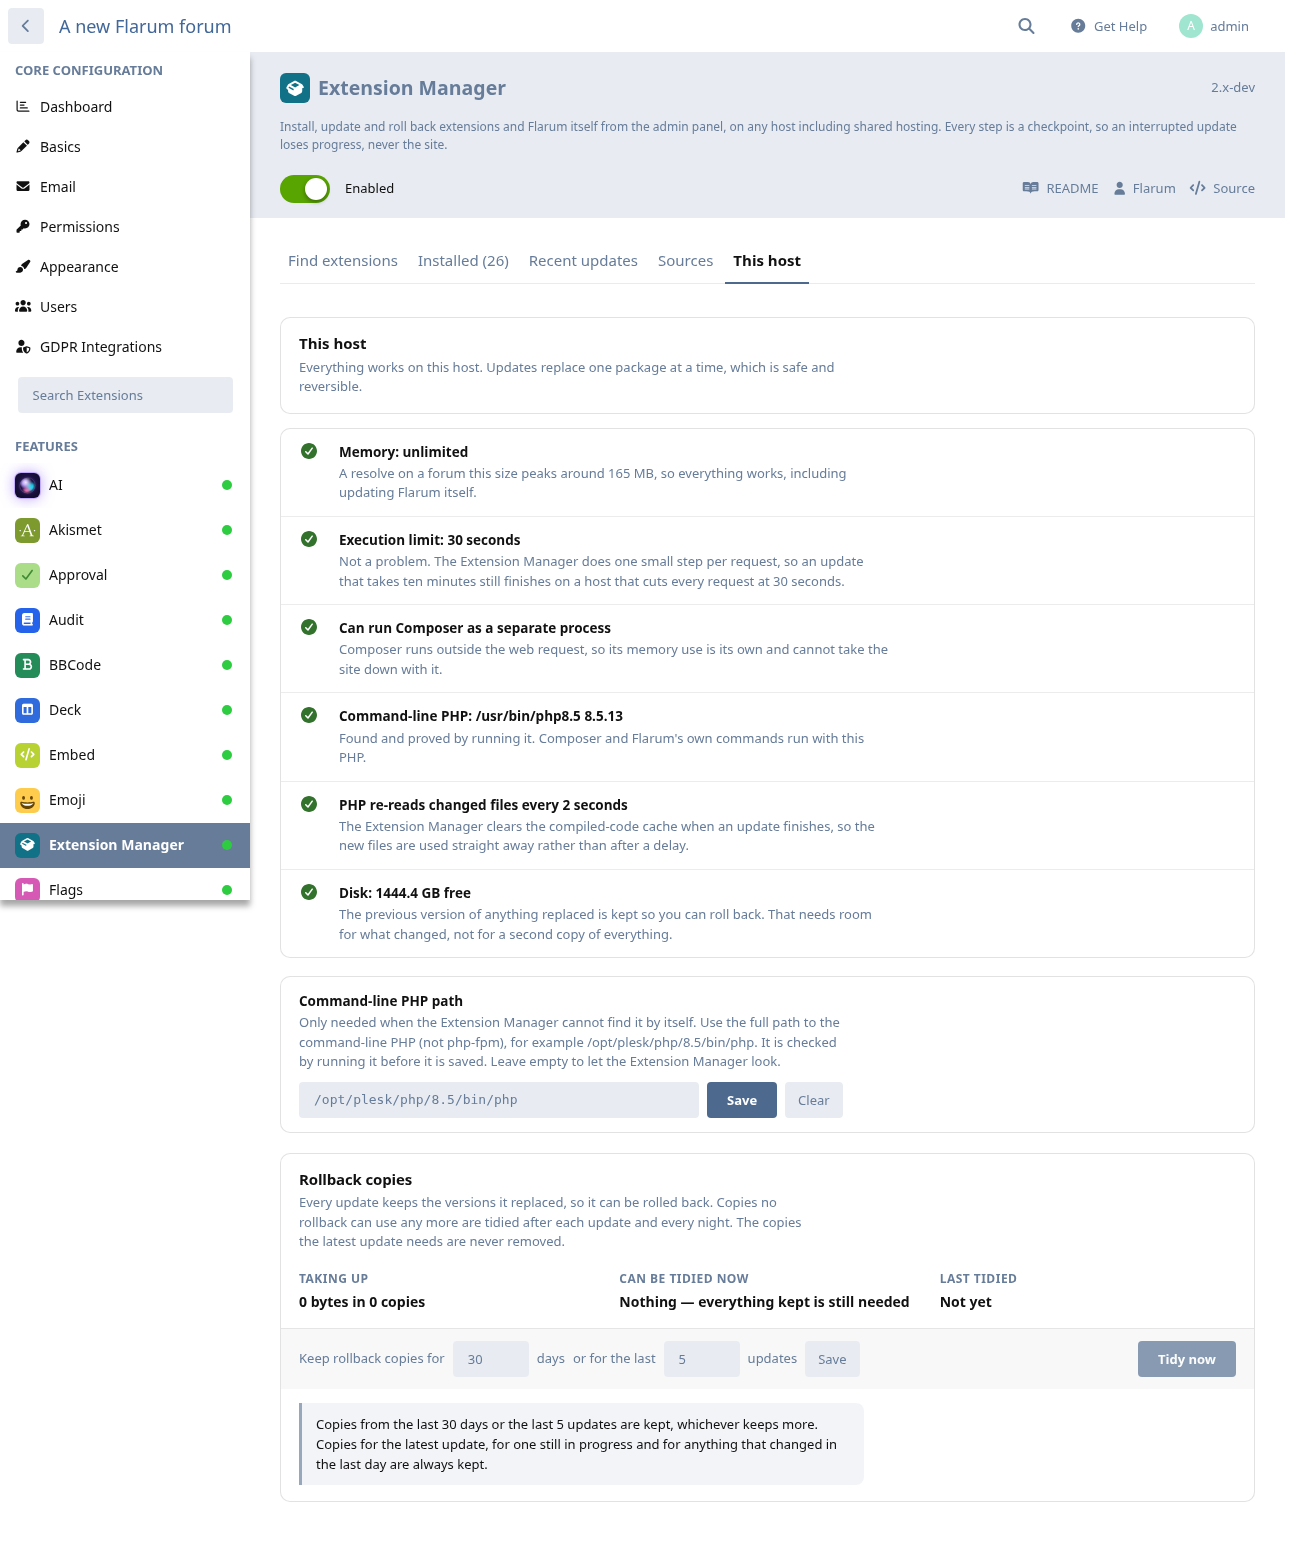 A new Flarum forum
Get Help
A
admin
CORE CONFIGURATION
Dashboard
Basics
Email
Permissions
Appearance
Users
GDPR Integrations
Search Extensions
FEATURES
AI
A
Akismet
Approval
Audit
B
BBCode
Deck
Embed
Emoji
Extension Manager
Flags
Extension Manager
2.x-dev
Install, update and roll back extensions and Flarum itself from the admin panel, on any host including shared hosting. Every step is a checkpoint, so an interrupted update
loses progress, never the site.
Enabled
README
Flarum
Source
Find extensions
Installed (26)
Recent updates
Sources
This host
This host
Everything works on this host. Updates replace one package at a time, which is safe and
reversible.
Memory: unlimited
A resolve on a forum this size peaks around 165 MB, so everything works, including
updating Flarum itself.
Execution limit: 30 seconds
Not a problem. The Extension Manager does one small step per request, so an update
that takes ten minutes still finishes on a host that cuts every request at 30 seconds.
Can run Composer as a separate process
Composer runs outside the web request, so its memory use is its own and cannot take the
site down with it.
Command-line PHP: /usr/bin/php8.5 8.5.13
Found and proved by running it. Composer and Flarum's own commands run with this
PHP.
PHP re-reads changed files every 2 seconds
The Extension Manager clears the compiled-code cache when an update finishes, so the
new files are used straight away rather than after a delay.
Disk: 1444.4 GB free
The previous version of anything replaced is kept so you can roll back. That needs room
for what changed, not for a second copy of everything.
Command-line PHP path
Only needed when the Extension Manager cannot find it by itself. Use the full path to the
command-line PHP (not php-fpm), for example /opt/plesk/php/8.5/bin/php. It is checked
by running it before it is saved. Leave empty to let the Extension Manager look.
/opt/plesk/php/8.5/bin/php
Save
Clear
Rollback copies
Every update keeps the versions it replaced, so it can be rolled back. Copies no
rollback can use any more are tidied after each update and every night. The copies
the latest update needs are never removed.
TAKING UP
0 bytes in 0 copies
CAN BE TIDIED NOW
Nothing — everything kept is still needed
LAST TIDIED
Not yet
Keep rollback copies for 30 days or for the last 5 updates
Save
Tidy now
Copies from the last 30 days or the last 5 updates are kept, whichever keeps more.
Copies for the latest update, for one still in progress and for anything that changed in
the last day are always kept.